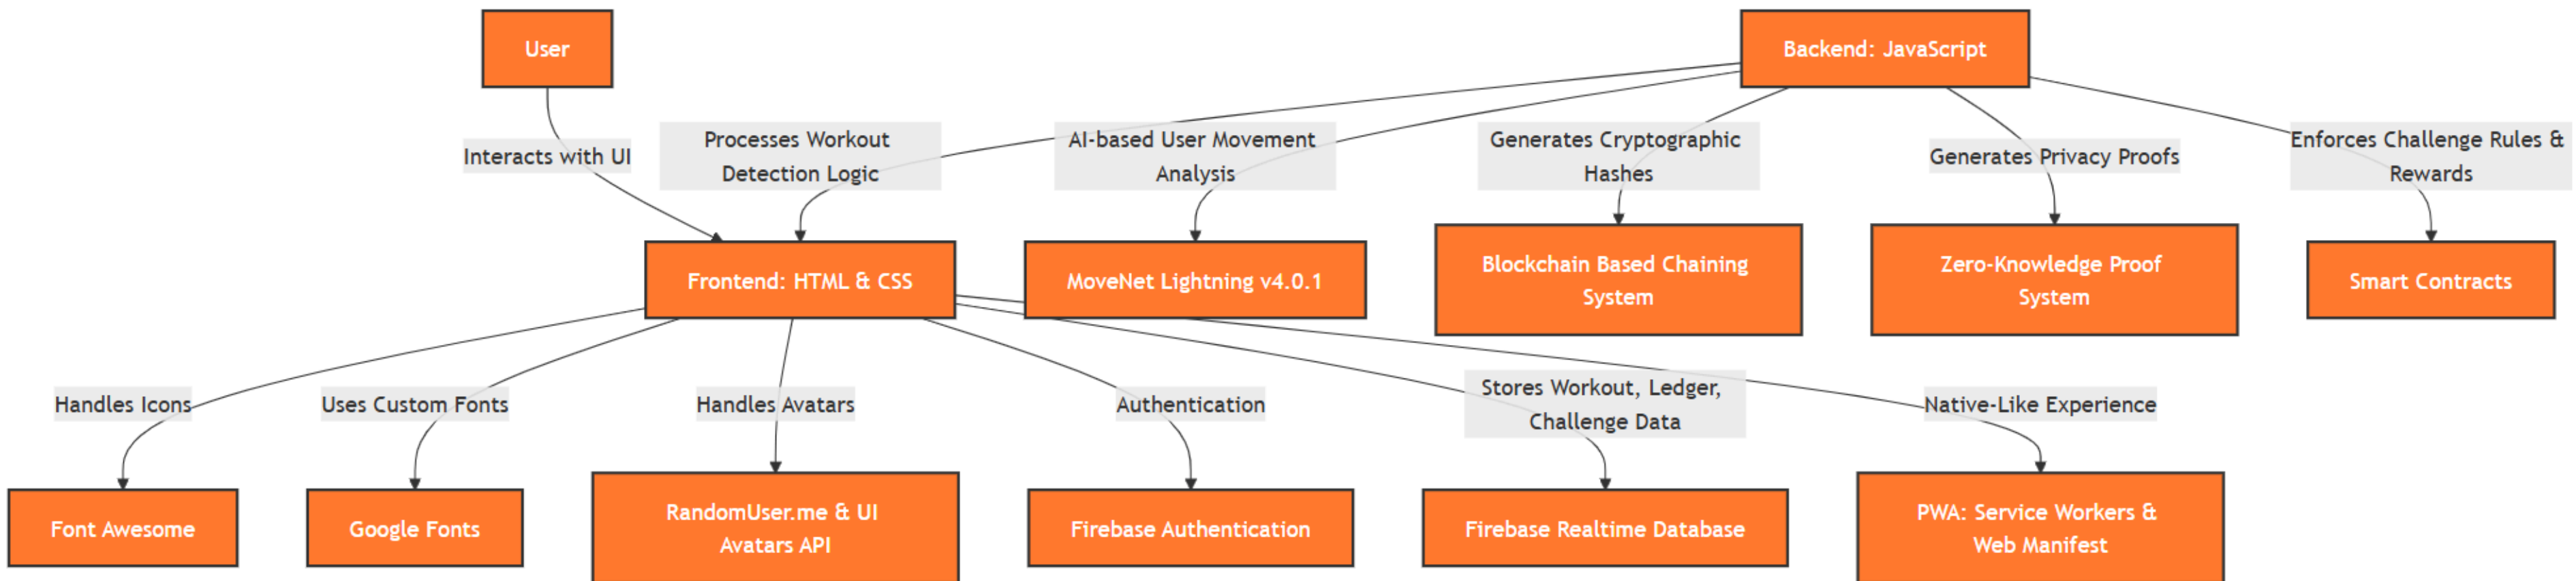 User
Backend: JavaScript
Interacts with UI
Processes Workout
Detection Logic
AI-based User Movement
Analysis
Generates Cryptographic
Hashes
Generates Privacy Proofs
Enforces Challenge Rules &
Rewards
Frontend: HTML & CSS
MoveNet Lightning v4.0.1
Blockchain Based Chaining
System
Zero-Knowledge Proof
System
Smart Contracts
Handles Icons
Uses Custom Fonts
Handles Avatars
Authentication
Stores Workout, Ledger,
Challenge Data
Native-Like Experience
Font Awesome
Google Fonts
RandomUser.me & UI
Avatars API
Firebase Authentication
Firebase Realtime Database
PWA: Service Workers &
Web Manifest